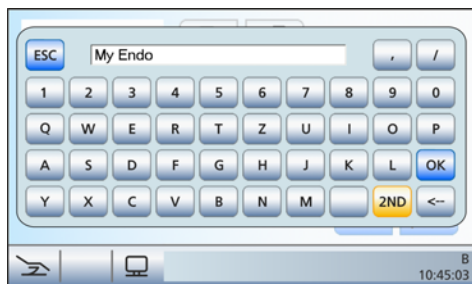 ESC My Endo , /
1 2 3 4 5 6 7 8 9 0
Q W E R T Z U I O P
A S D F G H J K L OK
Y X C V B N M 2ND <--
B
10:45:03